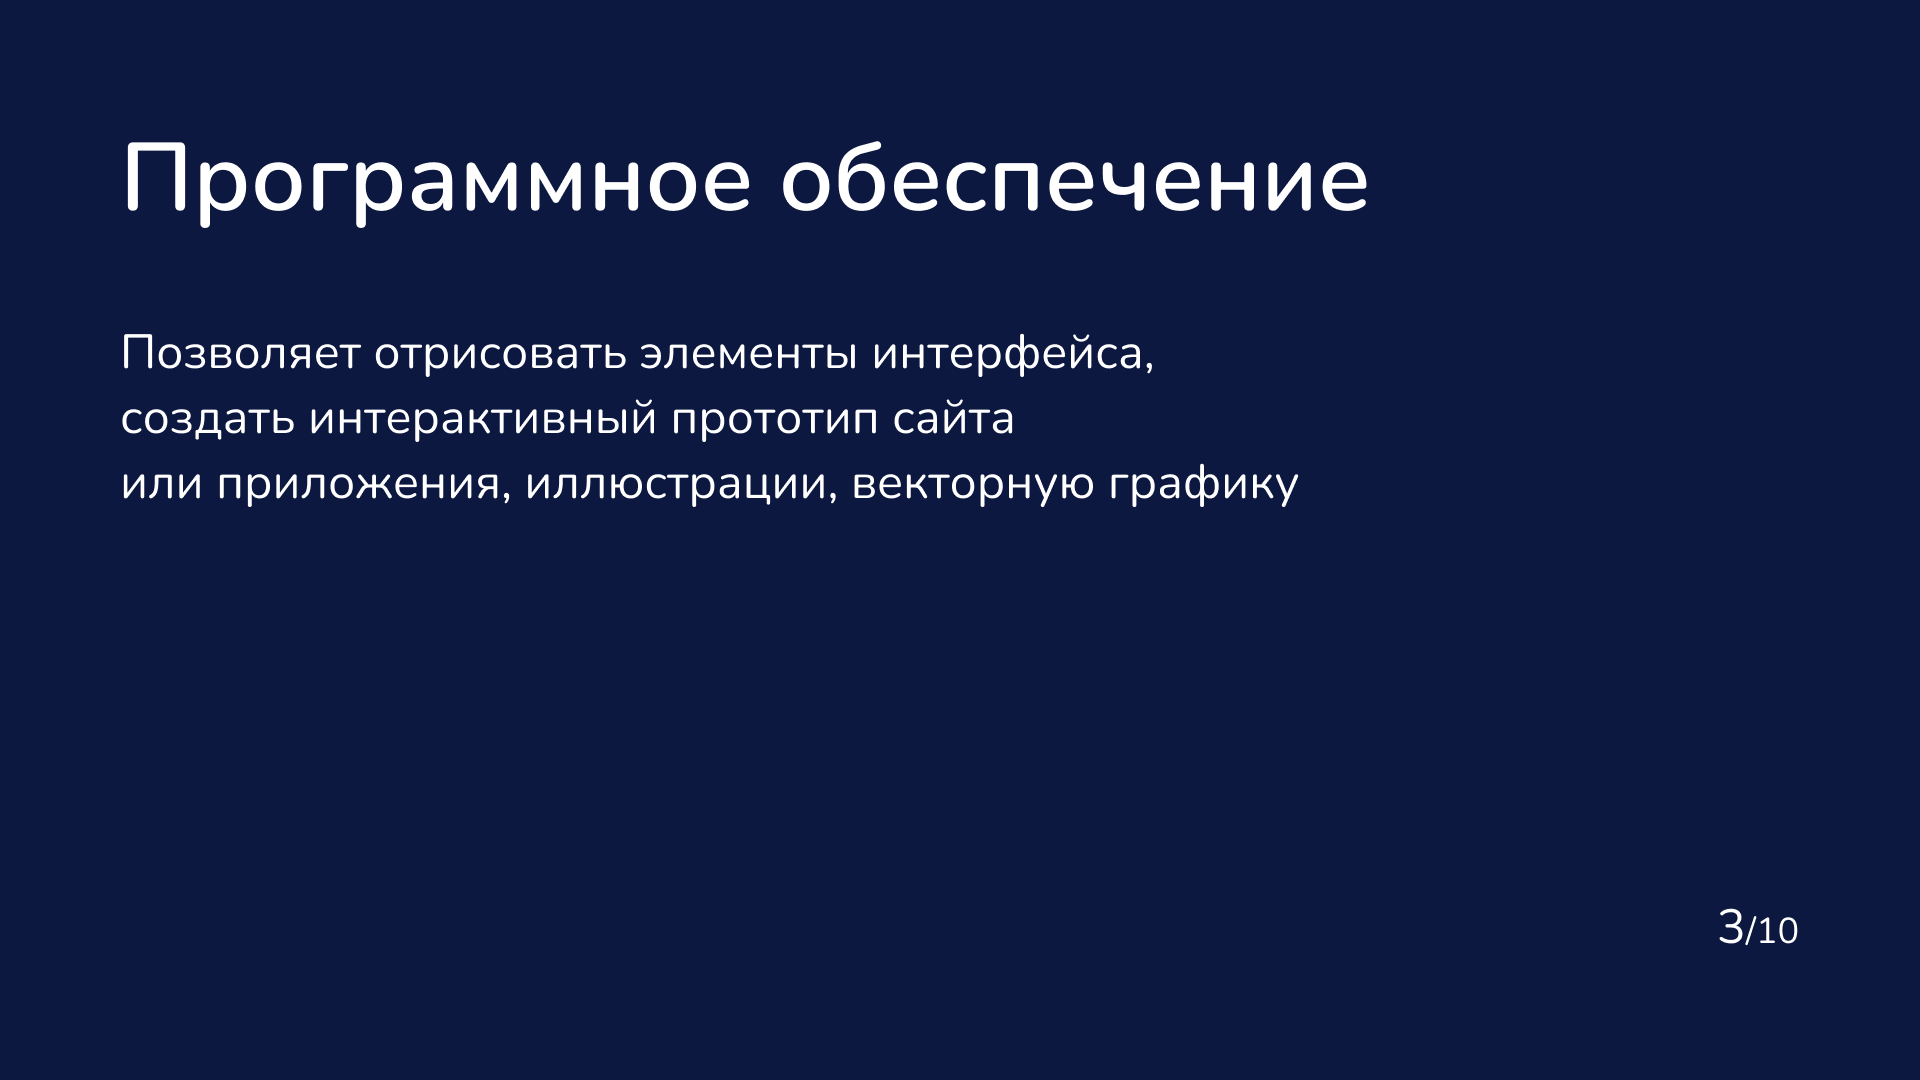 Программное обеспечение
Позволяет отрисовать элементы интерфейса,
создать интерактивный прототип сайта
или приложения, иллюстрации, векторную графику
3/10